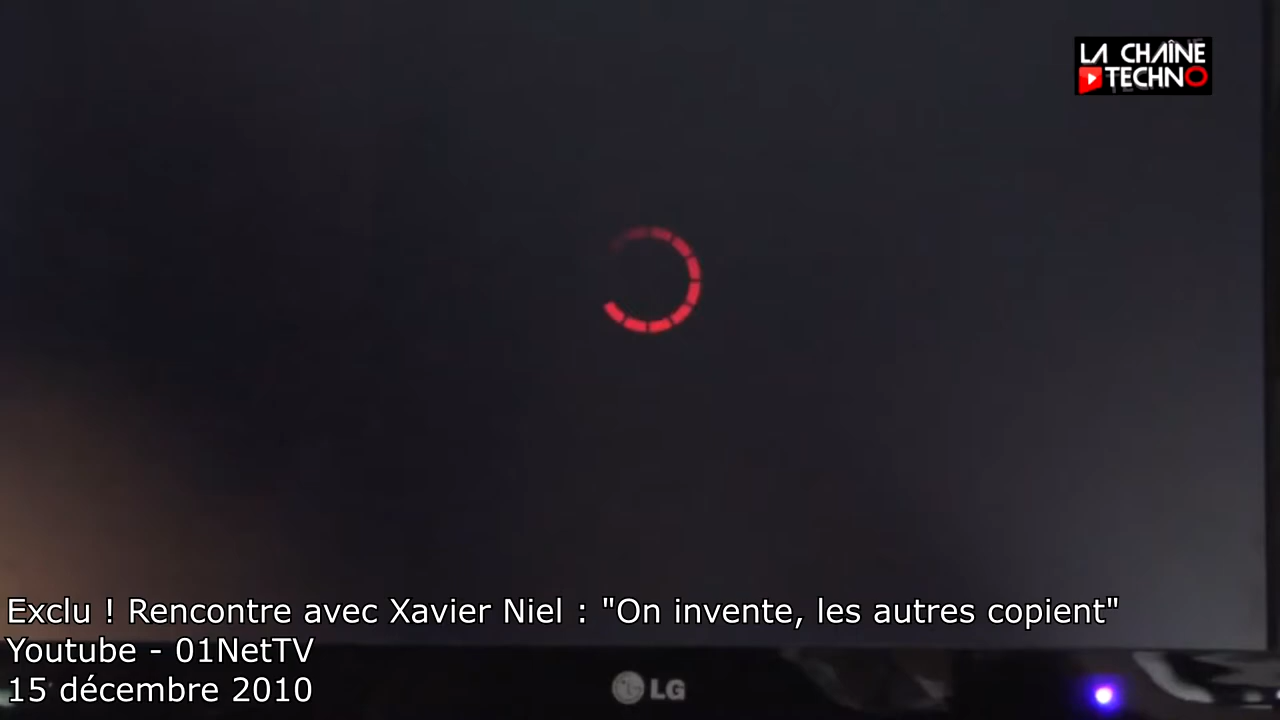 LA CHAÎNE
TECHNO
Exclu ! Rencontre avec Xavier Niel : "On invente, les autres copient"
Youtube - 01NetTV
15 décembre 2010
LG